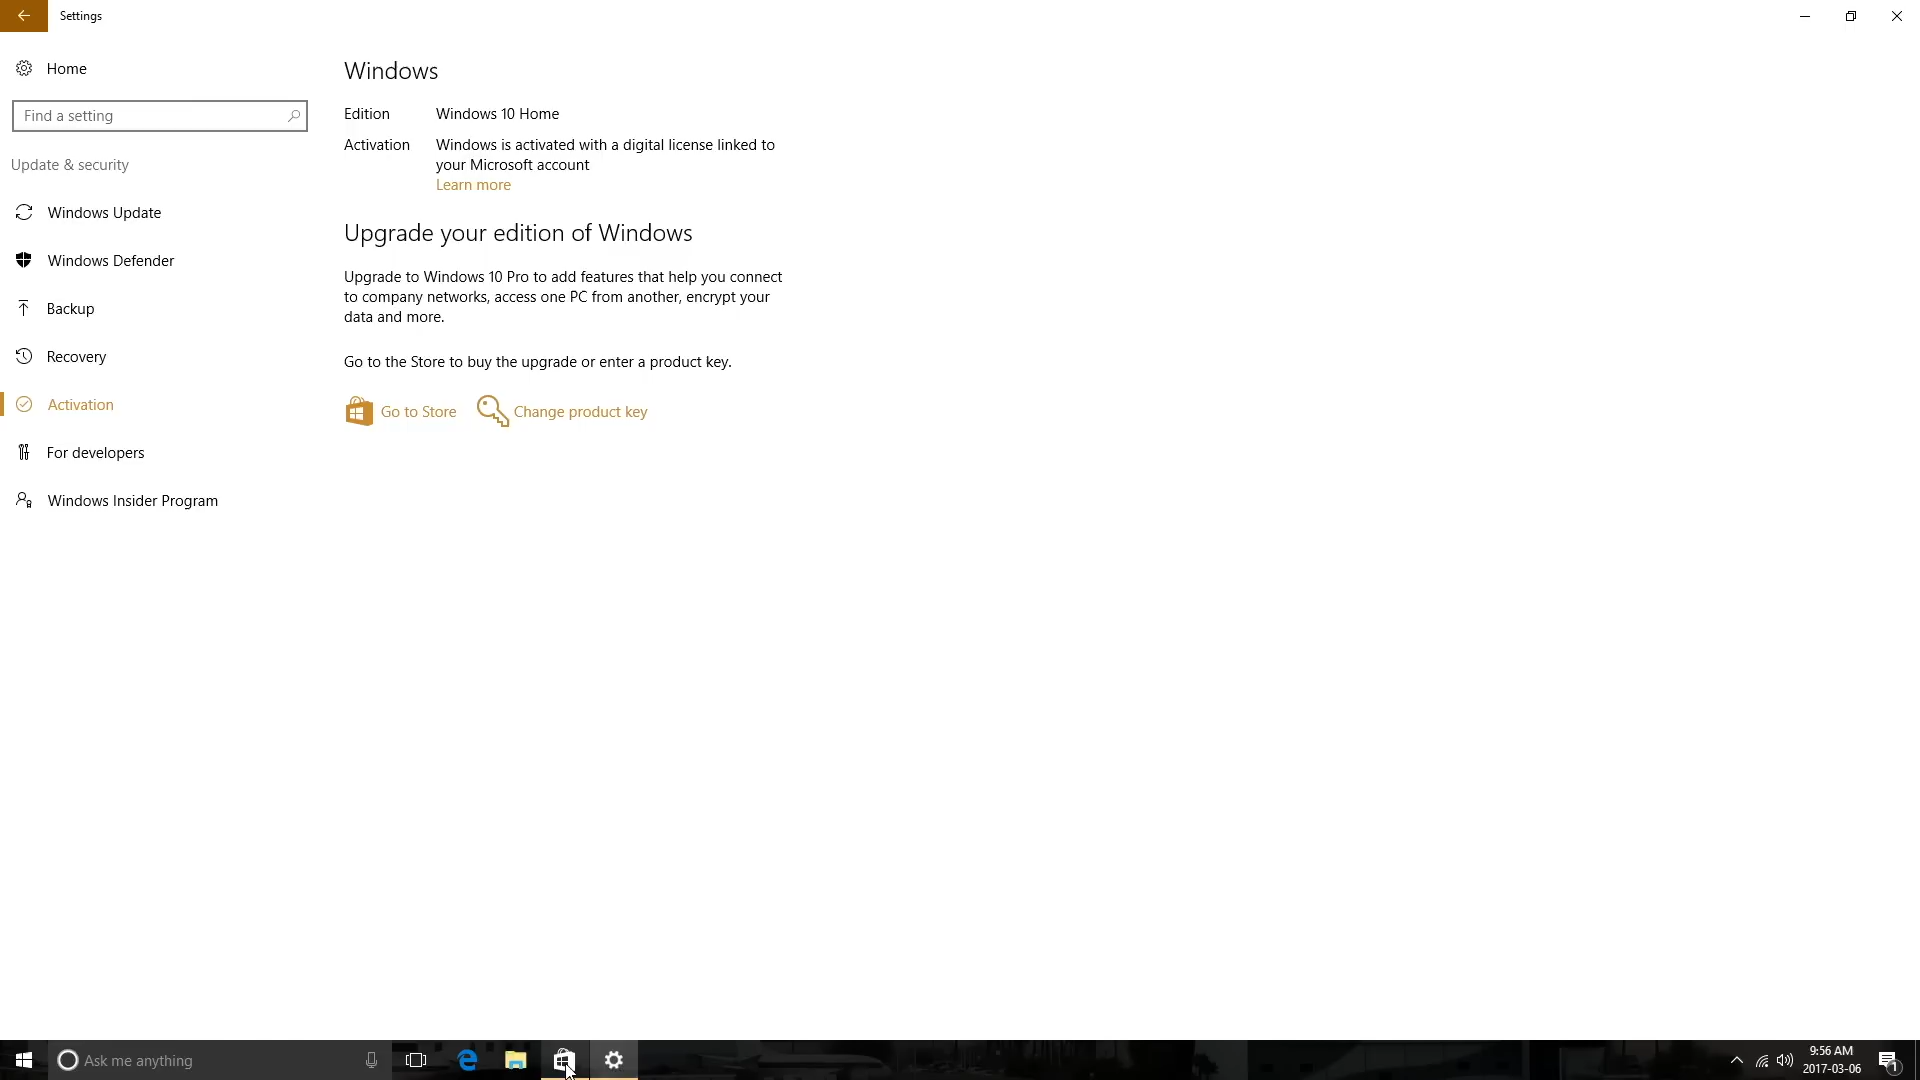 Settings
Home
Find a setting
Update & security
Windows Update
Windows Defender
Backup
Recovery
Activation
For developers
Windows Insider Program
Windows
Edition Windows 10 Home
Activation Windows is activated with a digital license linked to
your Microsoft account
Learn more
Upgrade your edition of Windows
Upgrade to Windows 10 Pro to add features that help you connect
to company networks, access one PC from another, encrypt your
data and more.
Go to the Store to buy the upgrade or enter a product key.
Go to Store Change product key
Ask me anything
9:56 AM
2017-03-06
1